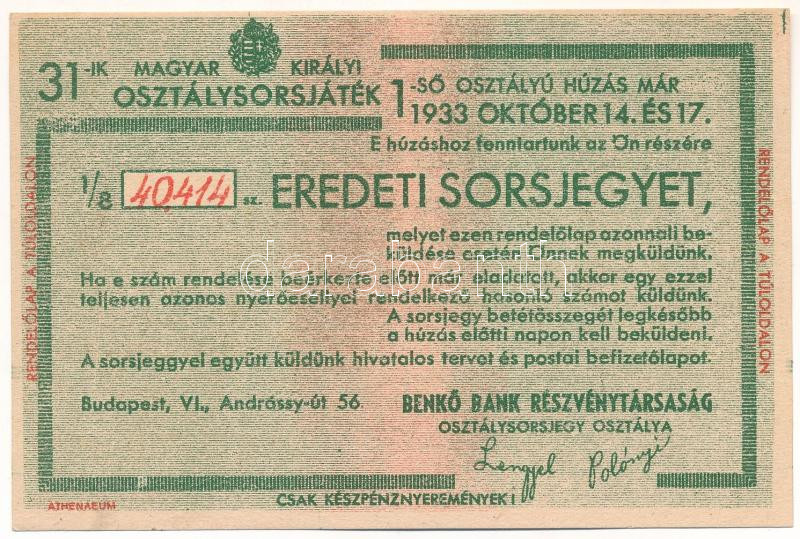 31-IK MAGYAR KIRÁLYI
OSZTÁLYSORSJÁTÉK
1-SŐ OSZTÁLYÚ HÚZÁS MÁR
1933 OKTÓBER 14. ÉS 17.
E húzáshoz fenntartunk az Ön részére
1/8 40.414 sz. EREDETI SORSJEGYET,
melyet ezen rendelőlap azonnali be-
küldése esetén Önnek megküldünk.
Ha e szám rendelése beérkezte előtt már eladatott, akkor egy ezzel
teljesen azonos nyerőeséllyel rendelkező hasonló számot küldünk.
A sorsjegy betétösszegét legkésőbb
a húzás előtti napon kell beküldeni.
A sorsjeggyel együtt küldünk hivatalos tervet és postai befizetőlapot.
Budapest, VI., Andrássy-út 56.
BENKŐ BANK RÉSZVÉNYTÁRSASÁG
OSZTÁLYSORSJEGY OSZTÁLYA
Lengyel Polónyi
CSAK KÉSZPÉNZNYEREMÉNYEK!
ATHENAEUM
RENDELŐLAP A TÚLOLDALON
RENDELŐLAP A TÚLOLDALON
darabanth